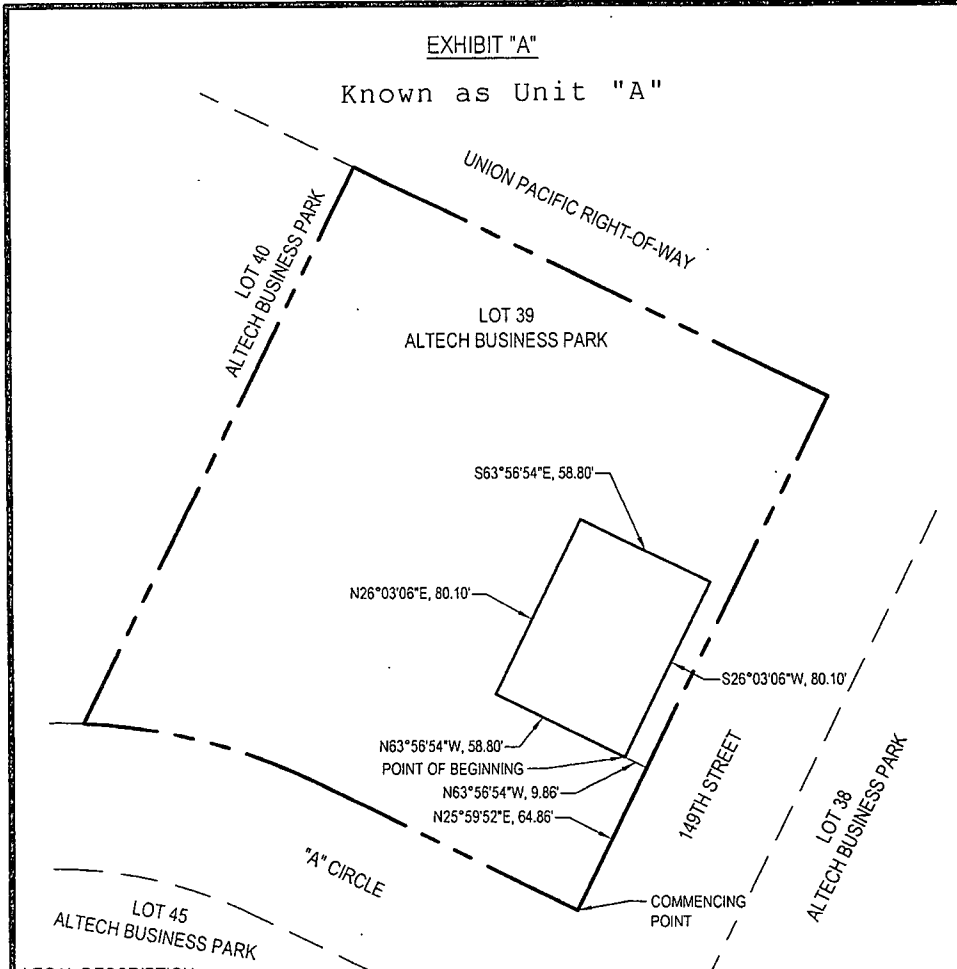 EXHIBIT "A"
Known as Unit "A"
UNION PACIFIC RIGHT-OF-WAY
LOT 40
ALTECH BUSINESS PARK
LOT 39
ALTECH BUSINESS PARK
S63°56'54"E, 58.80'
N26°03'06"E, 80.10'
S26°03'06"W, 80.10'
N63°56'54"W, 58.80'
POINT OF BEGINNING
N63°56'54"W, 9.86'
N25°59'52"E, 64.86'
149TH STREET
LOT 38
ALTECH BUSINESS PARK
"A" CIRCLE
COMMENCING
POINT
LOT 45
ALTECH BUSINESS PARK
LEGAL DESCRIPTION